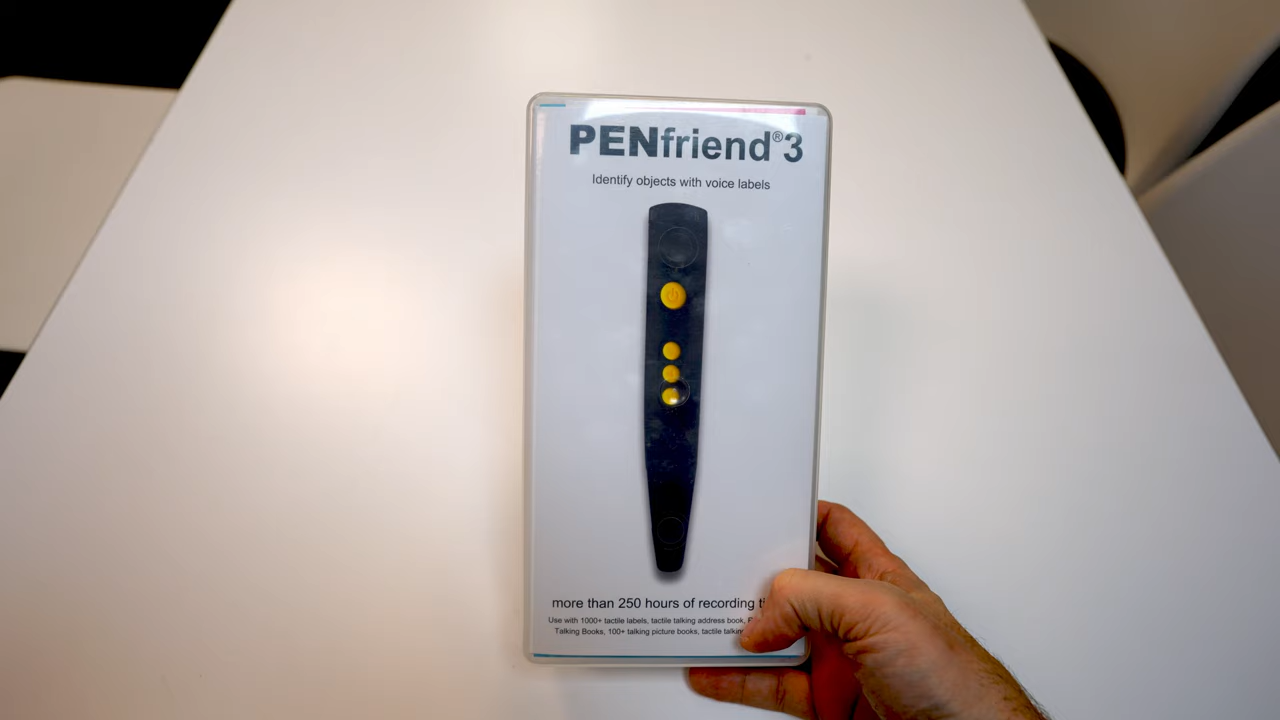 PENfriend®3
Identify objects with voice labels
more than 250 hours of recording
Use with 1000+ tactile labels, tactile talking address book,
Talking Books, 100+ talking picture books, tactile